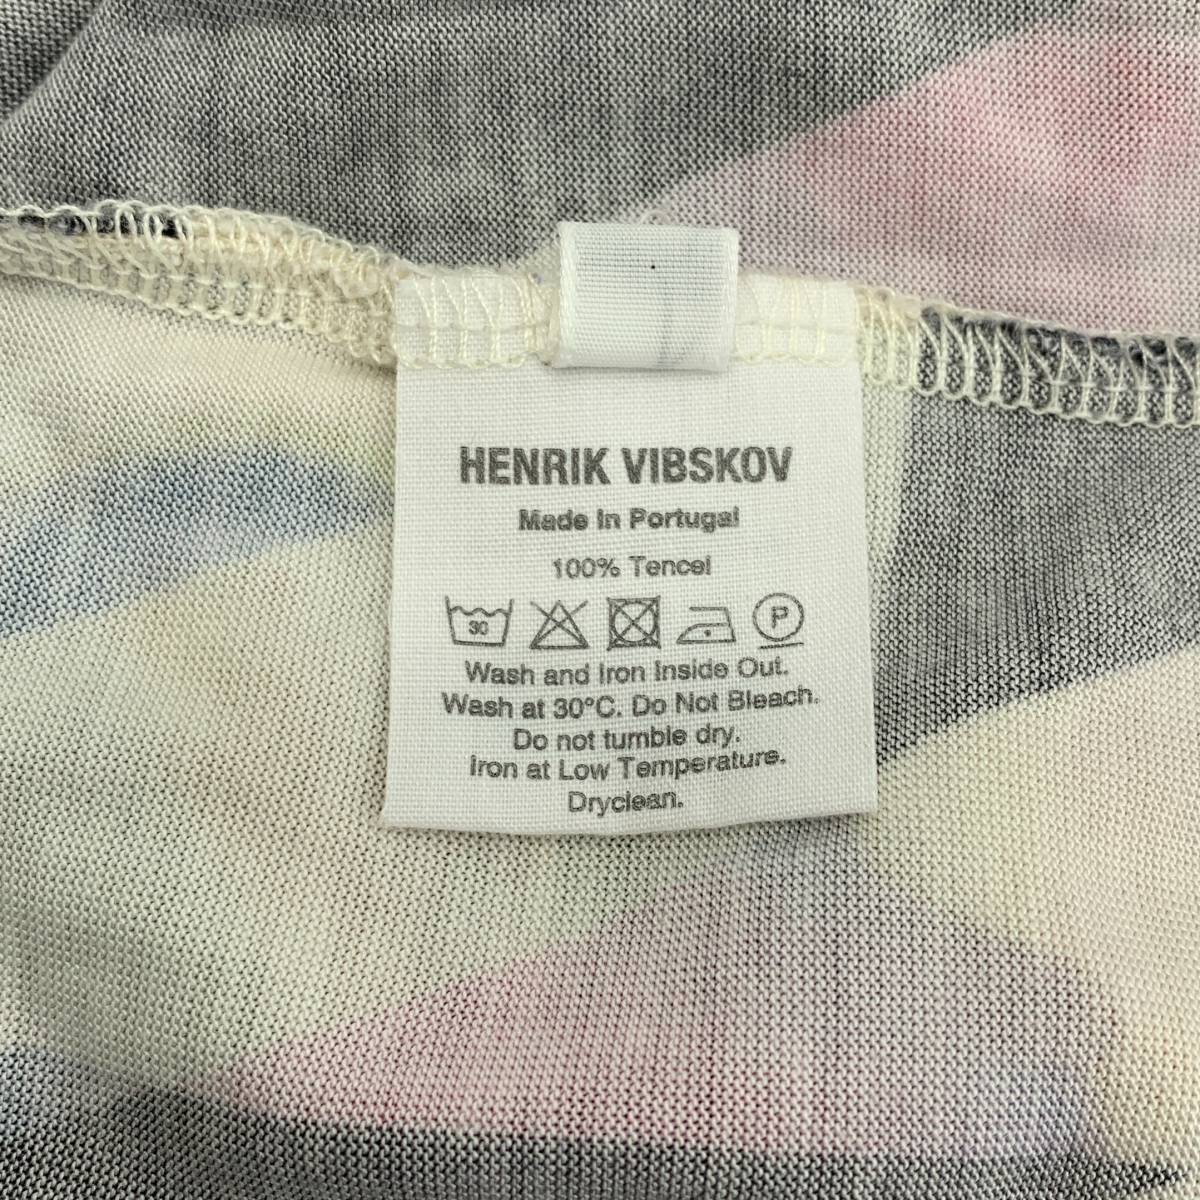 HENRIK VIBSKOV
Made in Portugal
100% Tencel
30 P
Wash and Iron Inside Out.
Wash at 30°C. Do Not Bleach.
Do not tumble dry.
Iron at Low Temperature.
Dryclean.